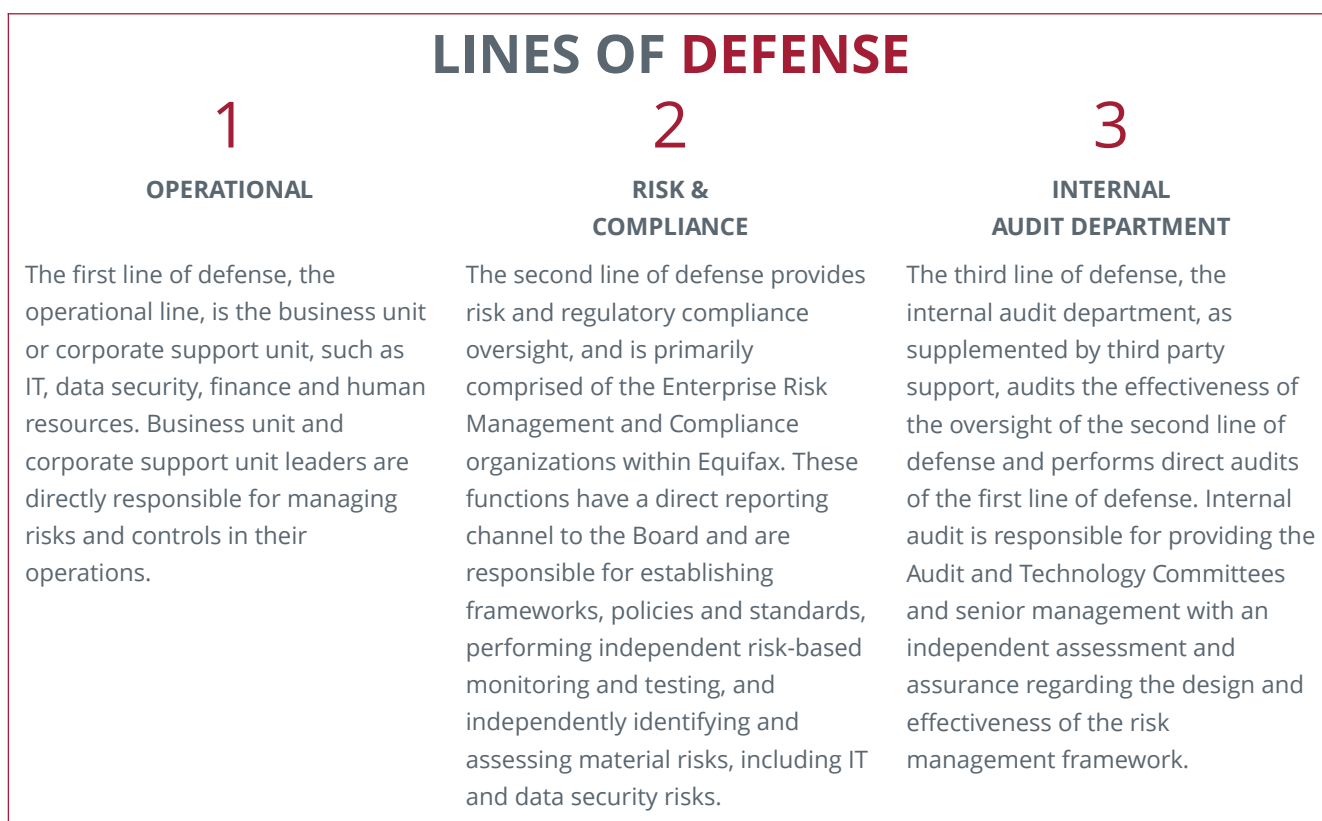 LINES OF DEFENSE
1
OPERATIONAL
The first line of defense, the
operational line, is the business unit
or corporate support unit, such as
IT, data security, finance and human
resources. Business unit and
corporate support unit leaders are
directly responsible for managing
risks and controls in their
operations.
2
RISK &
COMPLIANCE
The second line of defense provides
risk and regulatory compliance
oversight, and is primarily
comprised of the Enterprise Risk
Management and Compliance
organizations within Equifax. These
functions have a direct reporting
channel to the Board and are
responsible for establishing
frameworks, policies and standards,
performing independent risk-based
monitoring and testing, and
independently identifying and
assessing material risks, including IT
and data security risks.
3
INTERNAL
AUDIT DEPARTMENT
The third line of defense, the
internal audit department, as
supplemented by third party
support, audits the effectiveness of
the oversight of the second line of
defense and performs direct audits
of the first line of defense. Internal
audit is responsible for providing the
Audit and Technology Committees
and senior management with an
independent assessment and
assurance regarding the design and
effectiveness of the risk
management framework.